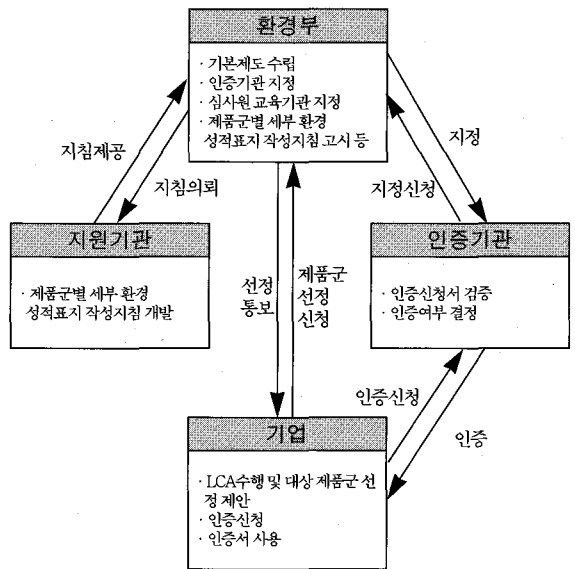 환경부
· 기본제도 수립
· 인증기관 지정
· 심사원 교육기관 지정
· 제품군별 세부 환경
성적표지 작성지침 고시 등
지침제공
지침의뢰
지정
지정신청
지원기관
· 제품군별 세부 환경
성적표지 작성지침 개발
선정
통보
제품군
선정
신청
인증기관
· 인증신청서 검증
· 인증여부 결정
인증신청
인증
기업
· LCA수행 및 대상 제품군 선
정 제안
· 인증신청
· 인증서 사용